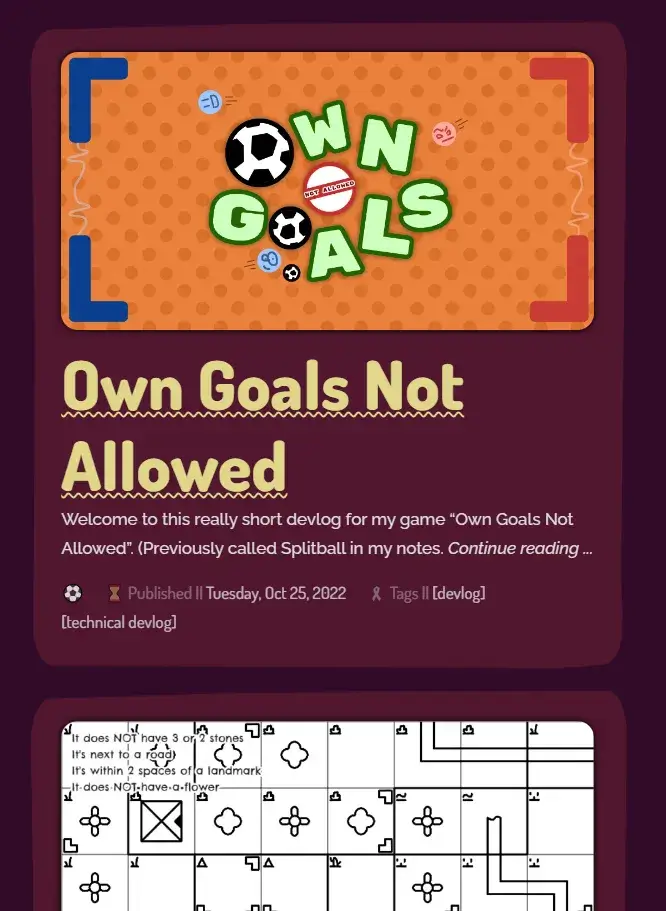 OWN
NOT ALLOWED
GOALS
Own Goals Not
Allowed
Welcome to this really short devlog for my game “Own Goals Not
Allowed”. (Previously called Splitball in my notes. Continue reading ...
Published || Tuesday, Oct 25, 2022 Tags || [devlog]
[technical devlog]
It does NOT have 3 or 2 stones
It's next to a road
It's within 2 spaces of a landmark
It does NOT have a flower